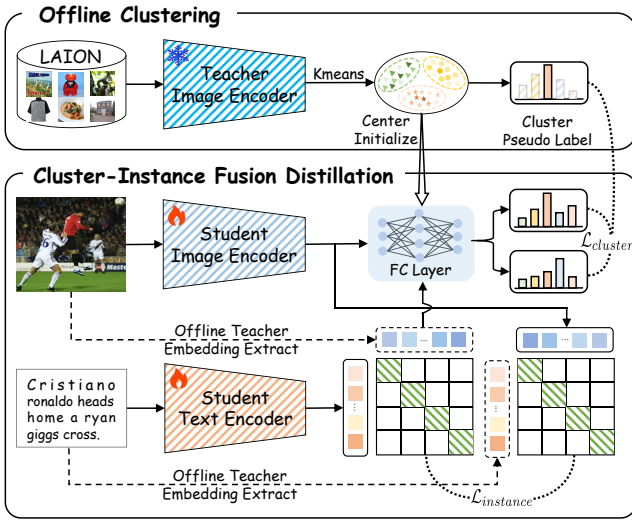 Offline Clustering
LAION
Teacher
Image Encoder
Kmeans
Center
Initialize
Cluster
Pseudo Label
Cluster-Instance Fusion Distillation
Student
Image Encoder
FC Layer
ℒcluster
Offline Teacher
Embedding Extract
...
...
Cristiano
ronaldo heads
home a ryan
giggs cross.
Student
Text Encoder
Offline Teacher
Embedding Extract
ℒinstance